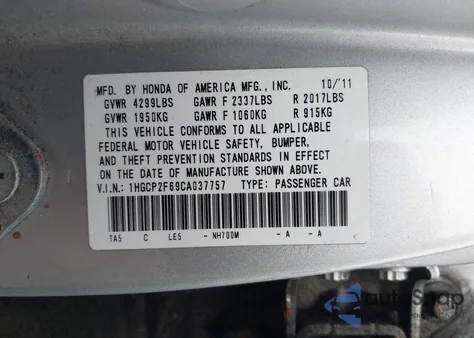 MFD. BY HONDA OF AMERICA MFG., INC. 10/'11
GVWR 4299LBS GAWR F 2337LBS R 2017LBS
GVWR 1950KG GAWR F 1060KG R 915KG
THIS VEHICLE CONFORMS TO ALL APPLICABLE
FEDERAL MOTOR VEHICLE SAFETY, BUMPER,
AND THEFT PREVENTION STANDARDS IN EFFECT
ON THE DATE OF MANUFACTURE SHOWN ABOVE.
V.I.N.: 1HGCP2F69CA037757 TYPE: PASSENGER CAR
TA5 C LE5 - NH700M - A - A
autoSnap